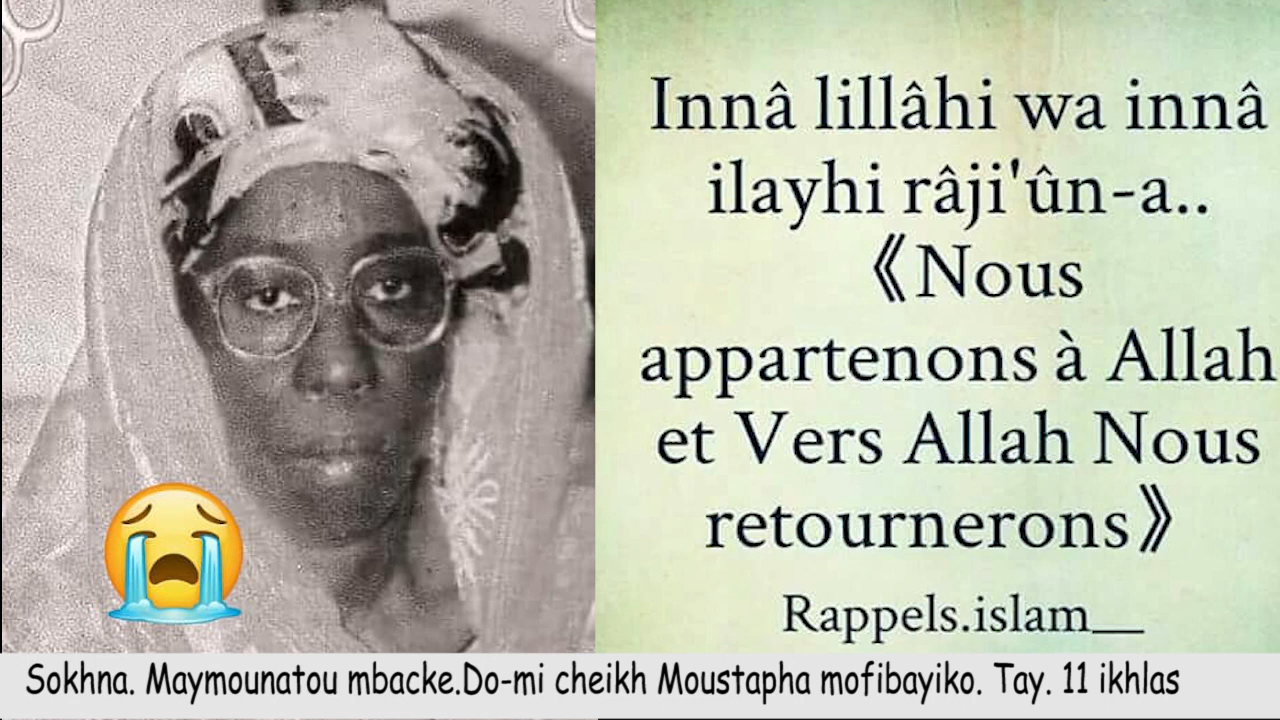 Innâ lillâhi wa innâ
ilayhi râji'ûn-a..
《Nous
appartenons à Allah
et Vers Allah Nous
retournerons》
Rappels.islam__
Sokhna. Maymounatou mbacke.Do-mi cheikh Moustapha mofibayiko. Tay. 11 ikhlas